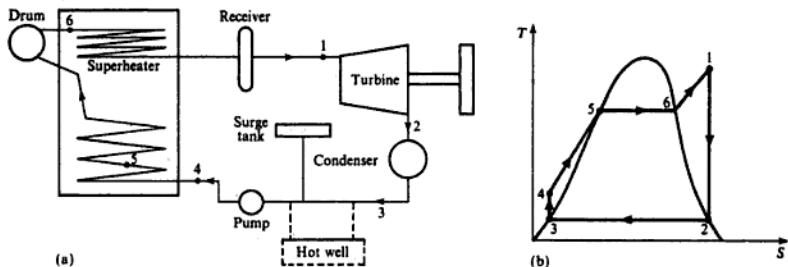 Drum
6
Superheater
5
4
Receiver
1
Turbine
2
Surge
tank
Condenser
3
Pump
Hot well
(a)
T
1
5
6
4
3
2
S
(b)